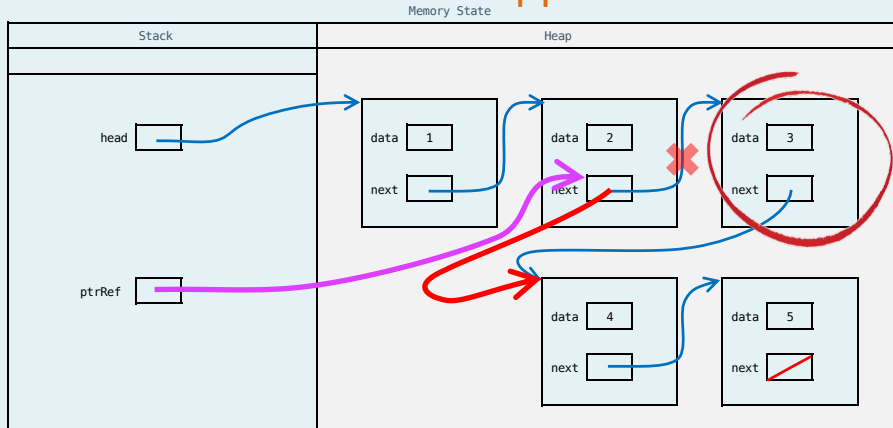 Memory State
Stack
Heap
head
data 1
next
data 2
next
data 3
next
ptrRef
data 4
next
data 5
next